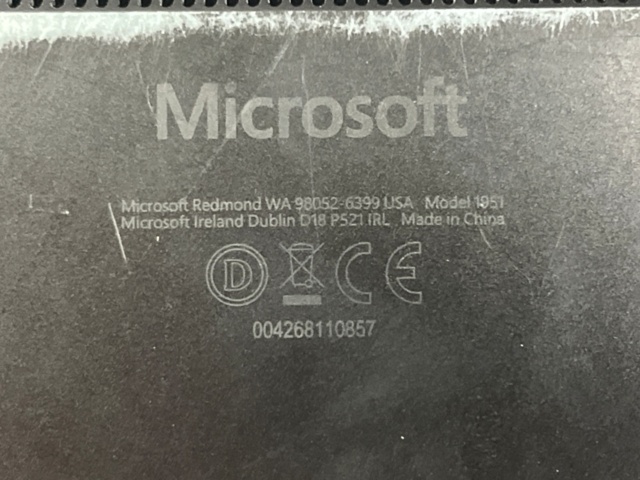 Microsoft
Microsoft Redmond WA 98052-6399 USA Model 1951
Microsoft Ireland Dublin D18 P521 IRL Made in China
D CE
004268110857